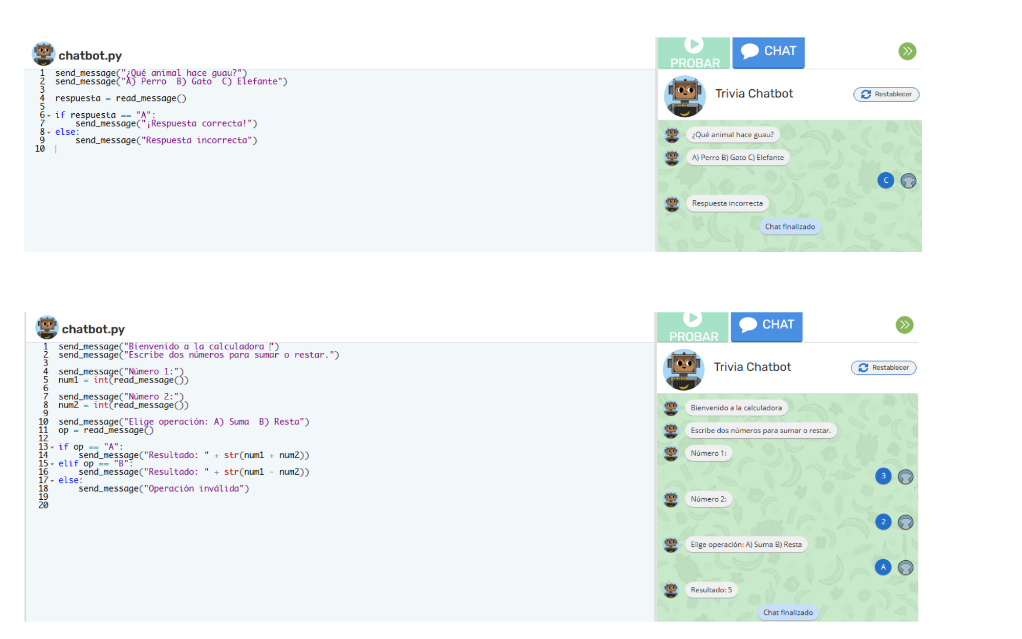 chatbot.py
1 send_message("¿Qué animal hace guau?")
2 send_message("A) Perro  B) Gato  C) Elefante")
3
4 respuesta = read_message()
5
6 if respuesta == "A":
7     send_message("¡Respuesta correcta!")
8 else:
9     send_message("Respuesta incorrecta")
10
PROBAR
CHAT
Trivia Chatbot
Restablecer
¿Qué animal hace guau?
A) Perro B) Gato C) Elefante
C
Respuesta incorrecta
Chat finalizado
chatbot.py
1 send_message("Bienvenido a la calculadora ")
2 send_message("Escribe dos números para sumar o restar.")
3
4 send_message("Número 1:")
5 num1 = int(read_message())
6
7 send_message("Número 2:")
8 num2 = int(read_message())
9
10 send_message("Elige operación: A) Suma  B) Resta")
11 op = read_message()
12
13 if op == "A":
14     send_message("Resultado: " + str(num1 + num2))
15 elif op == "B":
16     send_message("Resultado: " + str(num1 - num2))
17 else:
18     send_message("Operación inválida")
19
20
PROBAR
CHAT
Trivia Chatbot
Restablecer
Bienvenido a la calculadora
Escribe dos números para sumar o restar.
Número 1:
3
Número 2:
2
Elige operación: A) Suma B) Resta
A
Resultado: 5
Chat finalizado